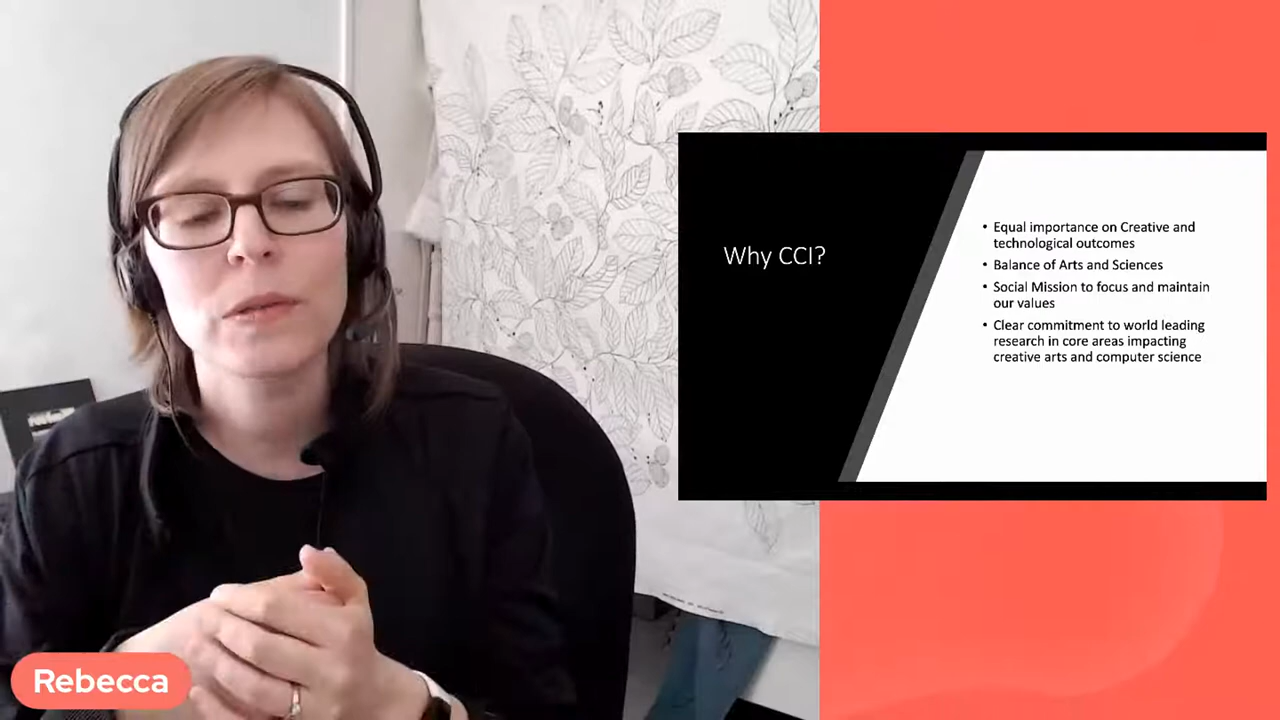 Why CCI?
• Equal importance on Creative and
technological outcomes
• Balance of Arts and Sciences
• Social Mission to focus and maintain
our values
• Clear commitment to world leading
research in core areas impacting
creative arts and computer science
Rebecca